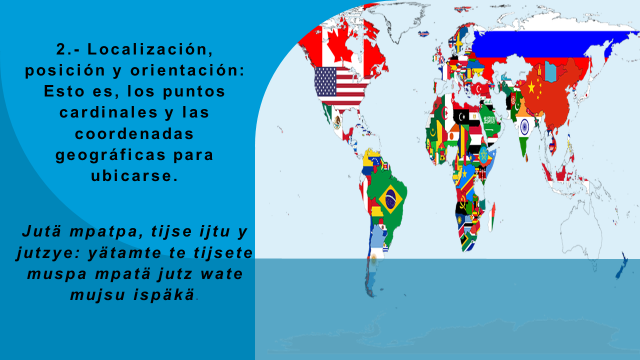 2.- Localización,
posición y orientación:
Esto es, los puntos
cardinales y las
coordenadas
geográficas para
ubicarse.
Jutä mpatpa, tijse ijtu y
jutzye: yätamte te tijsete
muspa mpatä jutz wate
mujsu ispäkä.